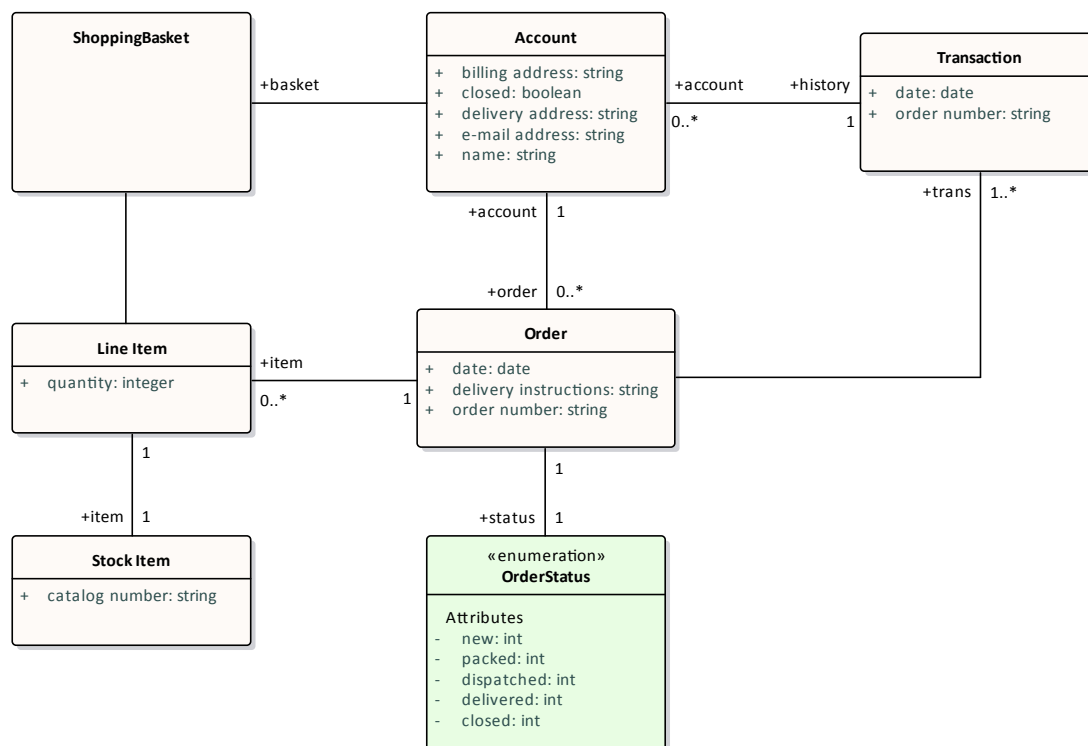 ShoppingBasket
+basket
Account
+ billing address: string
+ closed: boolean
+ delivery address: string
+ e-mail address: string
+ name: string
+account
0..*
+history
1
Transaction
+ date: date
+ order number: string
+account 1
+trans 1..*
+order 0..*
Line Item
+ quantity: integer
+item
0..*
1
Order
+ date: date
+ delivery instructions: string
+ order number: string
1
+item 1
1
+status 1
Stock Item
+ catalog number: string
«enumeration»
OrderStatus
Attributes
- new: int
- packed: int
- dispatched: int
- delivered: int
- closed: int